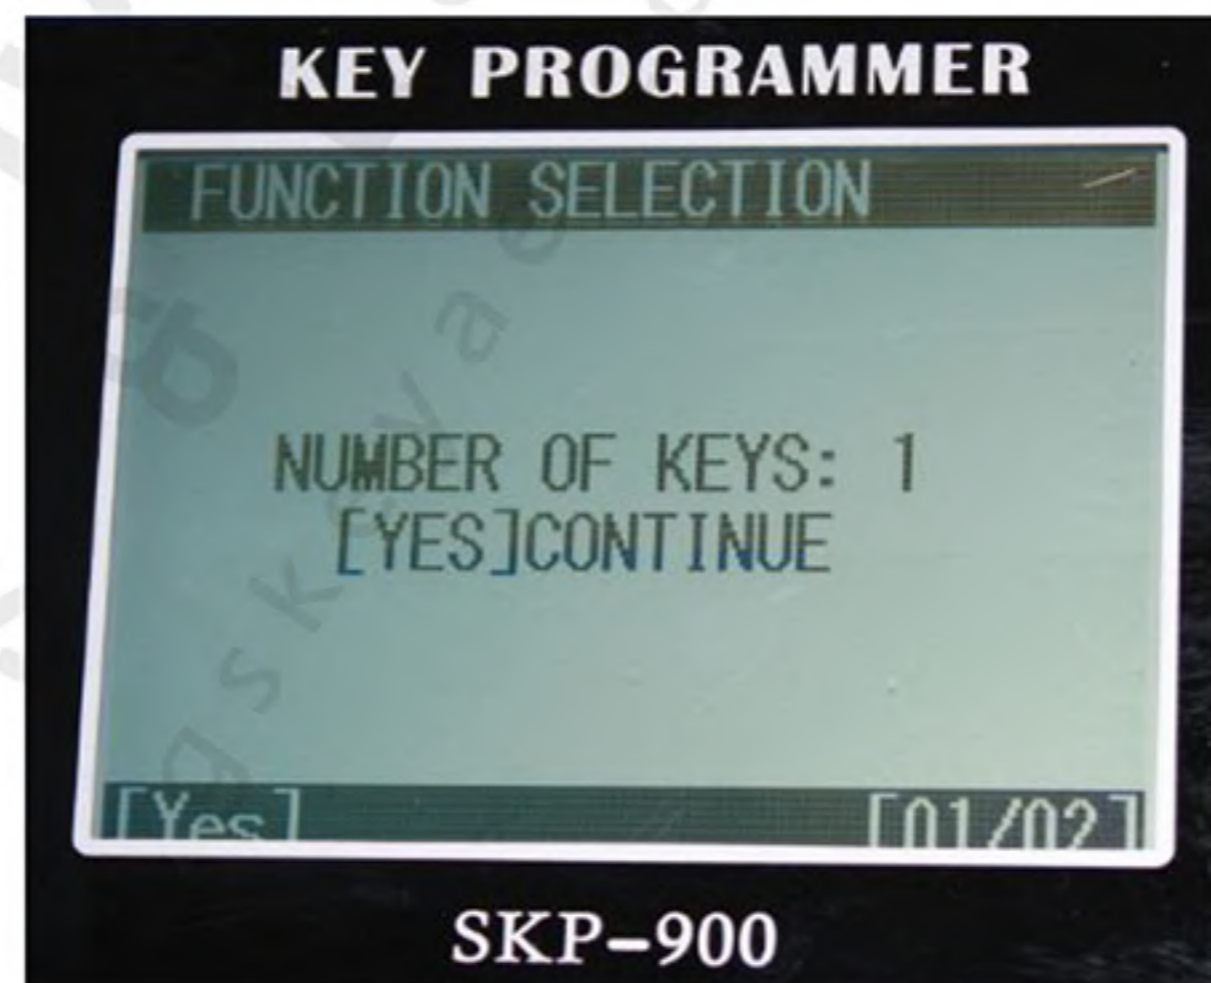 KEY PROGRAMMER
FUNCTION SELECTION
NUMBER OF KEYS: 1
[YES]CONTINUE
[Yes] [01/02]
SKP-900